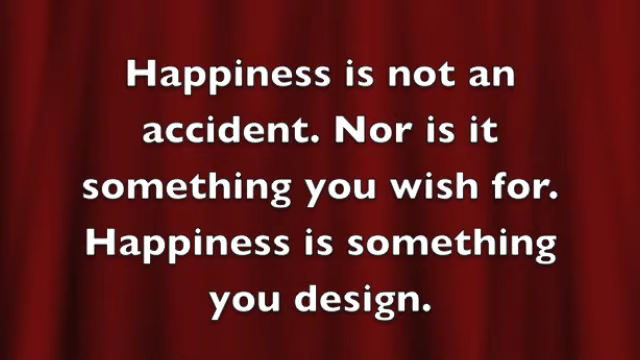 Happiness is not an
accident. Nor is it
something you wish for.
Happiness is something
you design.